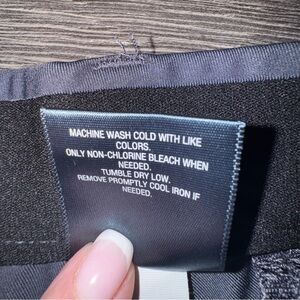 MACHINE WASH COLD WITH LIKE
COLORS.
ONLY NON-CHLORINE BLEACH WHEN
NEEDED.
TUMBLE DRY LOW.
REMOVE PROMPTLY COOL IRON IF
NEEDED.